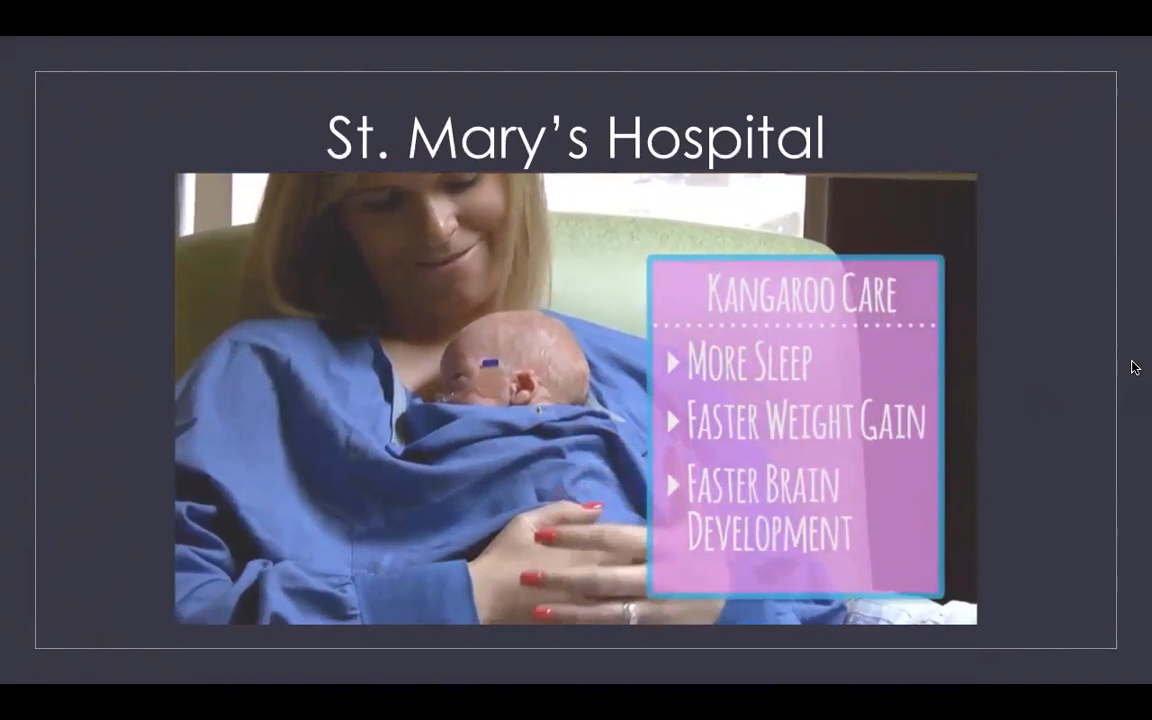 St. Mary’s Hospital
KANGAROO CARE
MORE SLEEP
FASTER WEIGHT GAIN
FASTER BRAIN
DEVELOPMENT